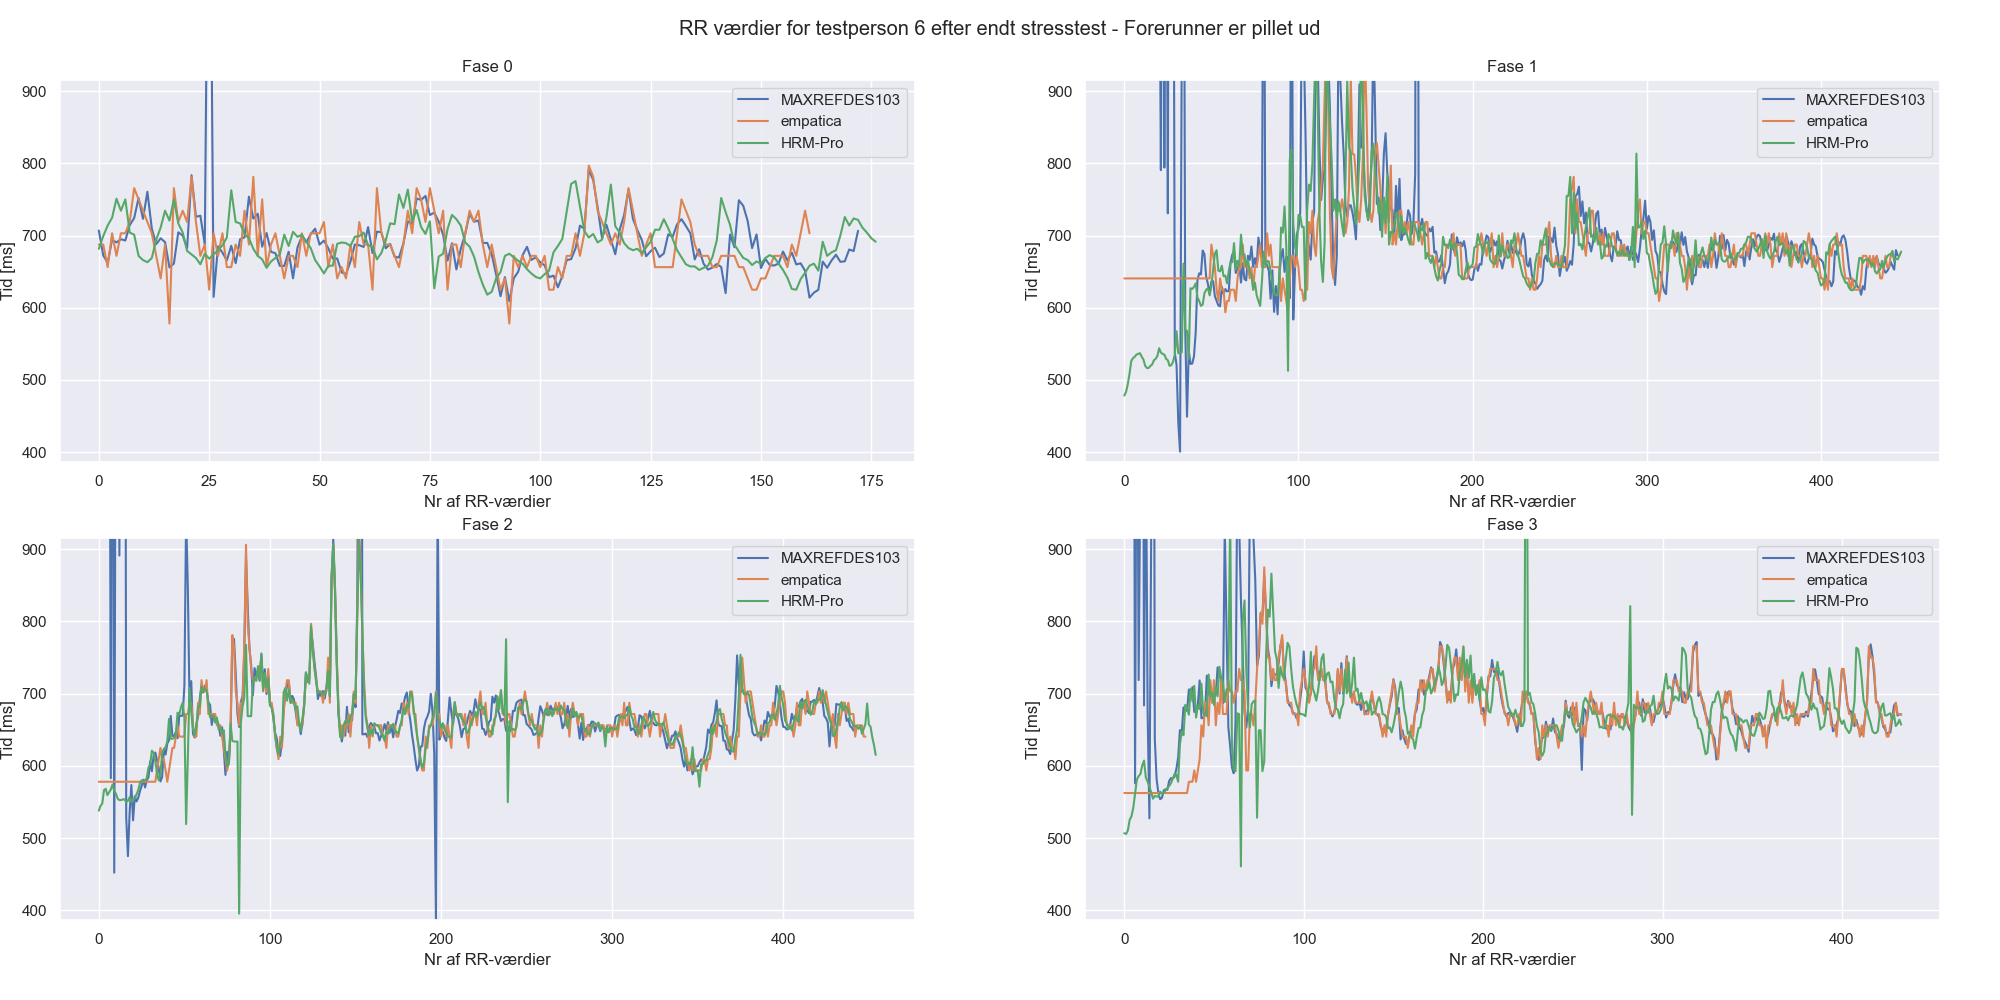 RR værdier for testperson 6 efter endt stresstest - Forerunner er pillet ud
Fase 0
900
800
700
600
500
400
Tid [ms]
MAXREFDES103
empatica
HRM-Pro
0 25 50 75 100 125 150 175
Nr af RR-værdier
Fase 1
900
800
700
600
500
400
Tid [ms]
MAXREFDES103
empatica
HRM-Pro
0 100 200 300 400
Nr af RR-værdier
Fase 2
900
800
700
600
500
400
Tid [ms]
MAXREFDES103
empatica
HRM-Pro
0 100 200 300 400
Nr af RR-værdier
Fase 3
900
800
700
600
500
400
Tid [ms]
MAXREFDES103
empatica
HRM-Pro
0 100 200 300 400
Nr af RR-værdier